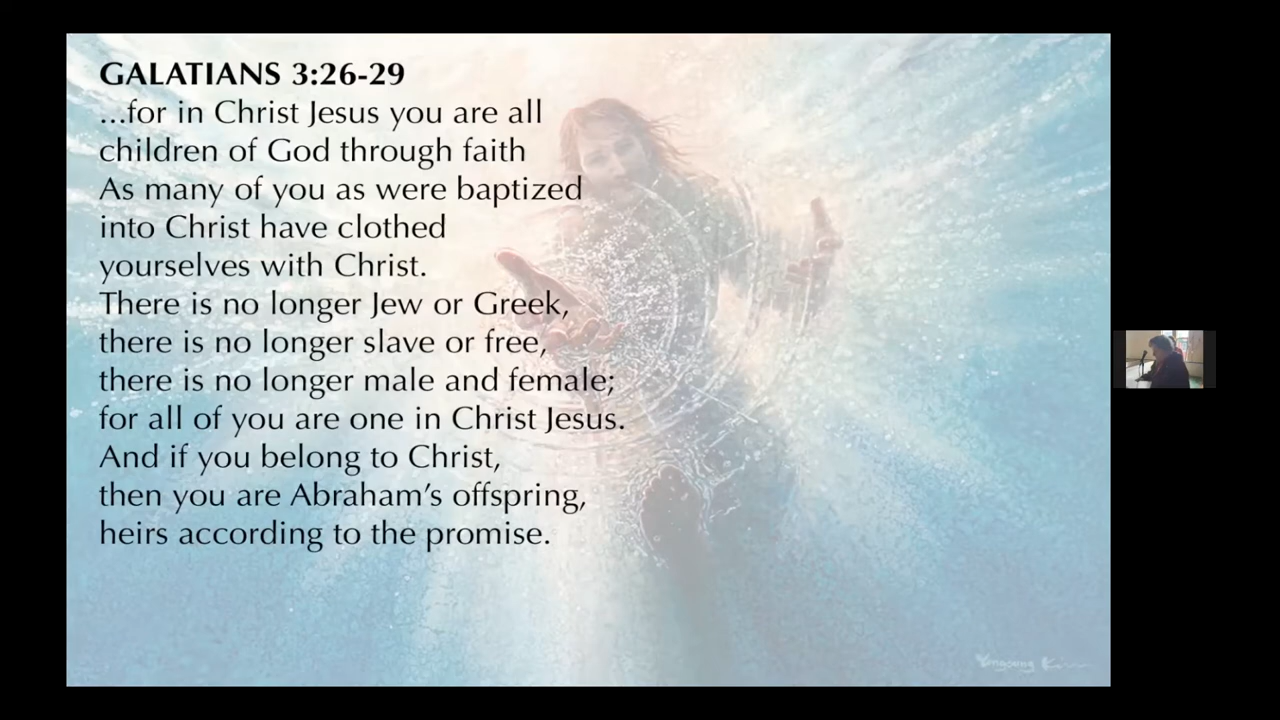 GALATIANS 3:26-29
...for in Christ Jesus you are all
children of God through faith
As many of you as were baptized
into Christ have clothed
yourselves with Christ.
There is no longer Jew or Greek,
there is no longer slave or free,
there is no longer male and female;
for all of you are one in Christ Jesus.
And if you belong to Christ,
then you are Abraham’s offspring,
heirs according to the promise.
Yongsung Kim